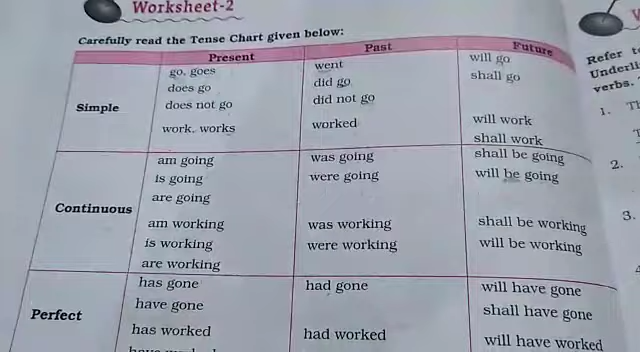 Worksheet-2
Carefully read the Tense Chart given below:
Present Past Future
Simple
go, goes
does go
does not go
work, works
went
did go
did not go
worked
will go
shall go
will work
shall work
Continuous
am going
is going
are going
am working
is working
are working
was going
were going
was working
were working
shall be going
will be going
shall be working
will be working
Perfect
has gone
have gone
has worked
had gone
had worked
will have gone
shall have gone
will have worked
Refer
verbs.
1.
2.
3.